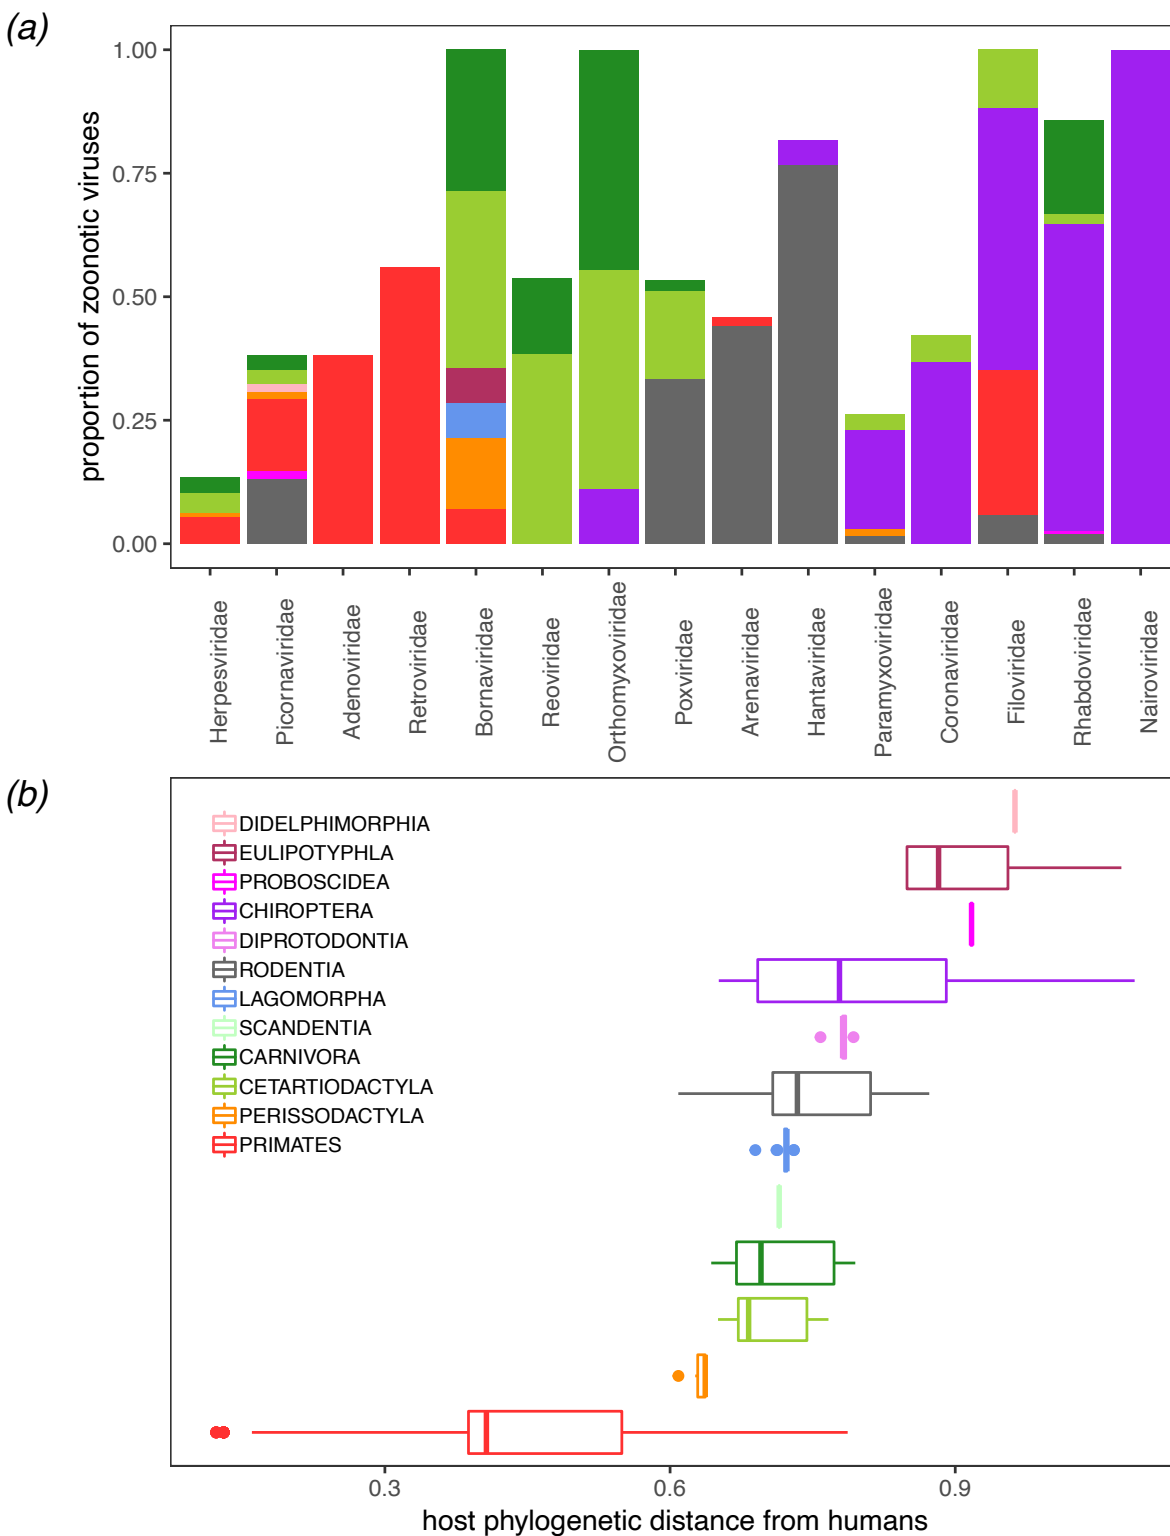 (a)
proportion of zoonotic viruses
1.00
0.75
0.50
0.25
0.00
Herpesviridae
Picornaviridae
Adenoviridae
Retroviridae
Bornaviridae
Reoviridae
Orthomyxoviridae
Poxviridae
Arenaviridae
Hantaviridae
Paramyxoviridae
Coronaviridae
Filoviridae
Rhabdoviridae
Nairoviridae
(b)
DIDELPHIMORPHIA
EULIPOTYPHLA
PROBOSCIDEA
CHIROPTERA
DIPROTODONTIA
RODENTIA
LAGOMORPHA
SCANDENTIA
CARNIVORA
CETARTIODACTYLA
PERISSODACTYLA
PRIMATES
0.3 0.6 0.9
host phylogenetic distance from humans